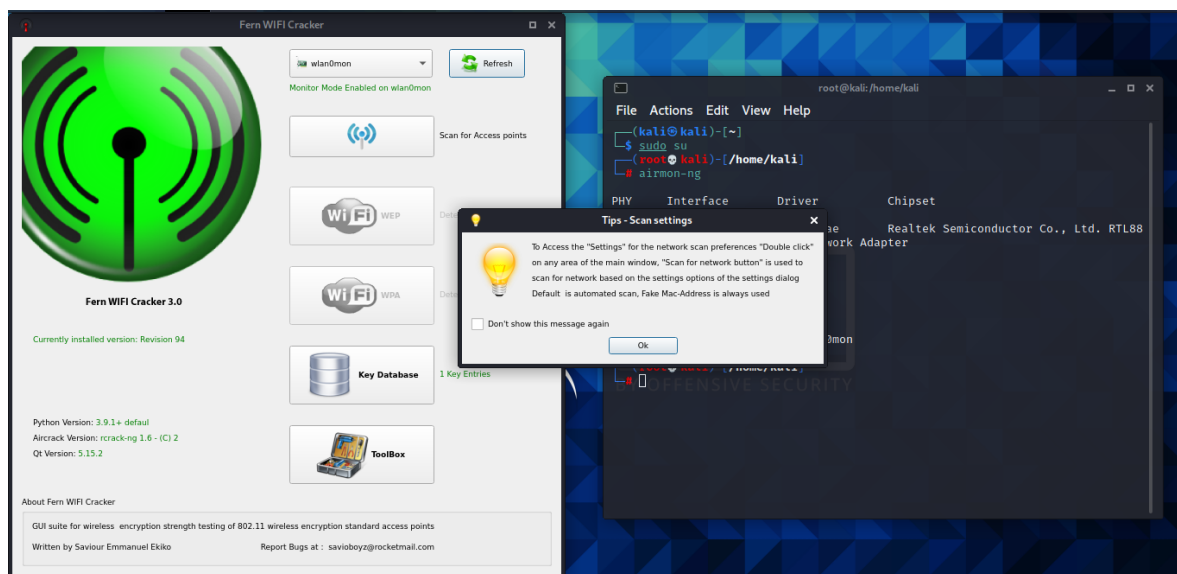 Fern WIFI Cracker
wlan0mon
Refresh
Monitor Mode Enabled on wlan0mon
Scan for Access points
WiFi WEP
WiFi WPA
Fern WIFI Cracker 3.0
Currently installed version: Revision 94
Key Database
1 Key Entries
Python Version: 3.9.1+ defaul
Aircrack Version: rcrack-ng 1.6 - (C) 2
Qt Version: 5.15.2
ToolBox
About Fern WIFI Cracker
GUI suite for wireless encryption strength testing of 802.11 wireless encryption standard access points
Written by Saviour Emmanuel Ekiko
Report Bugs at : savioboyz@rocketmail.com
Tips - Scan settings
To Access the "Settings" for the network scan preferences "Double click"
on any area of the main window, "Scan for network button" is used to
scan for network based on the settings options of the settings dialog
Default is automated scan, Fake Mac-Address is always used
Don't show this message again
Ok
root@kali:/home/kali
File Actions Edit View Help
(kali㉿kali)-[~]
$ sudo su
(root💀kali)-[/home/kali]
# airmon-ng
PHY Interface Driver Chipset
Realtek Semiconductor Co., Ltd. RTL88
Adapter
0mon
(root💀kali)-[/home/kali]
#
OFFENSIVE SECURITY